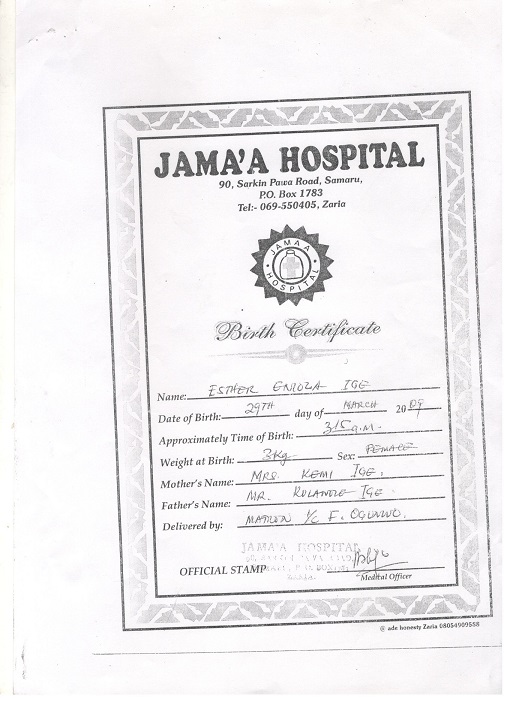 JAMA'A HOSPITAL
90, Sarkin Pawa Road, Samaru,
P.O. Box 1783
Tel:- 069-550405, Zaria
JAMA'A
HOSPITAL
Birth Certificate
Name: ESTHER ENIOLA IGE
Date of Birth: 29TH day of MARCH 2009
Approximately Time of Birth: 3:15 a.m.
Weight at Birth: 3kg Sex: FEMALE
Mother's Name: MRS. KEMI IGE.
Father's Name: MR. IGE
Delivered by: MATRON I/C F.
JAMA'A HOSPITAL
OFFICIAL STAMP
Medical Officer
@ ade honesty Zaria 08054909558